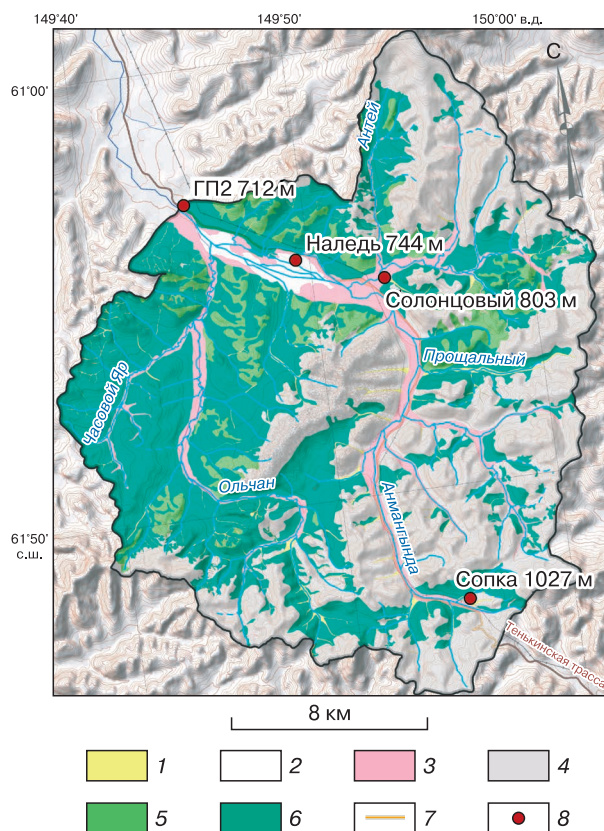 149°40' 149°50' 150°00' в.д.
61°00'
С
Антей
ГП2 712 м
Наледь 744 м
Солонцовый 803 м
Прощальный
Часовой Яр
Ольчан
Анмангында
61°50'
с.ш.
Сопка 1027 м
Тенькинская трасса
8 км
1 2 3 4
5 6 7 8